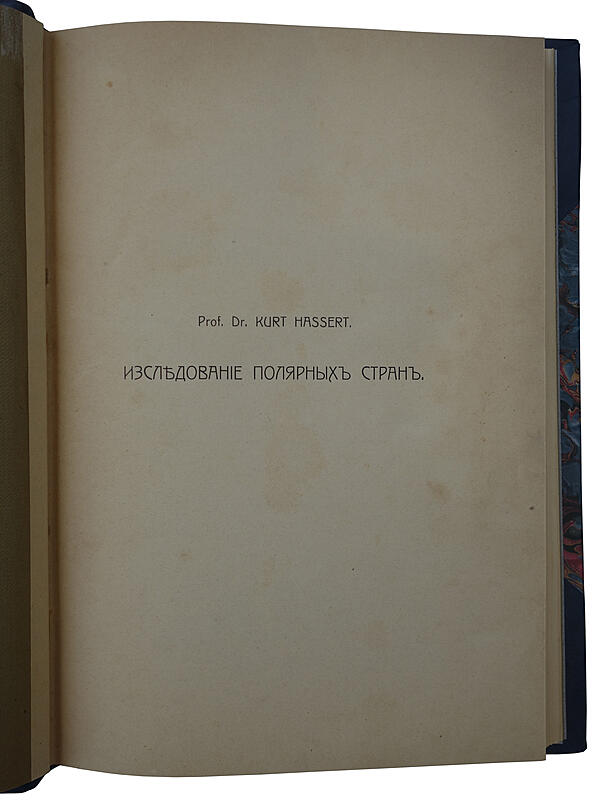 Prof. Dr. KURT HASSERT.
ИЗСЛѢДОВАНІЕ ПОЛЯРНЫХЪ СТРАНЪ.